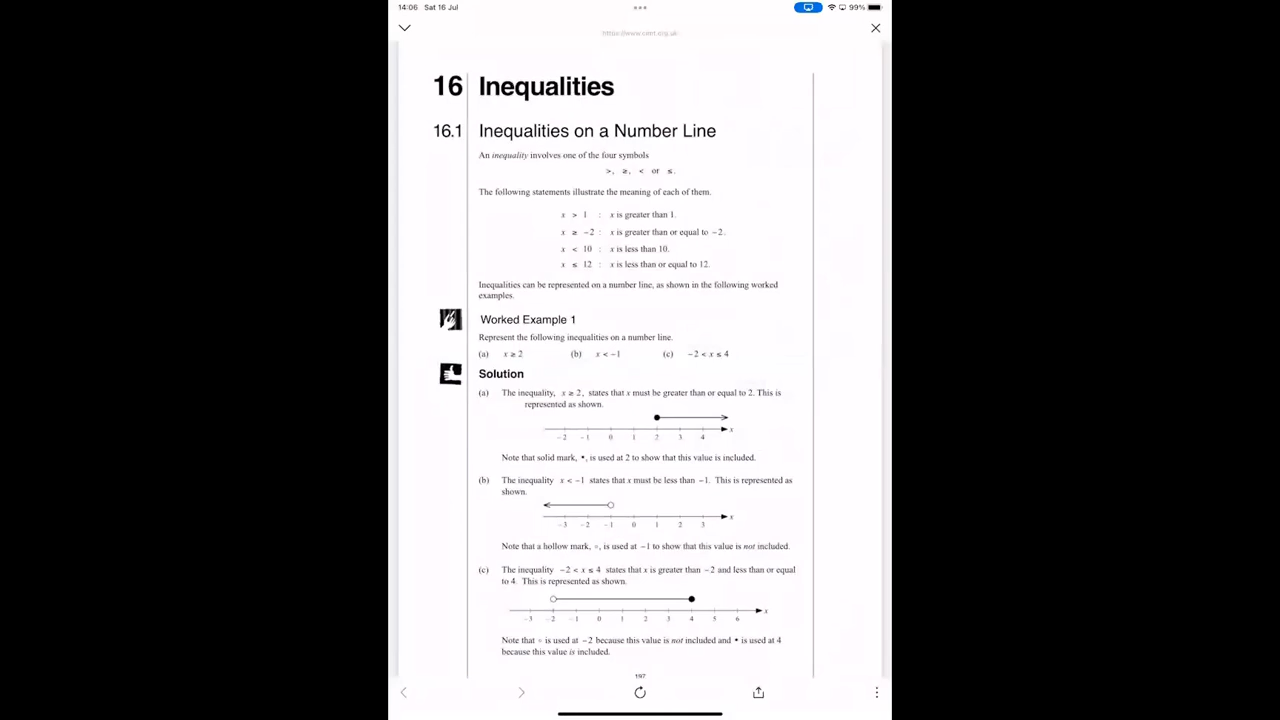 14:06 Sat 16 Jul
99%
https://www.cimt.org.uk
16 Inequalities
16.1 Inequalities on a Number Line
An inequality involves one of the four symbols
>, ≥, < or ≤.
The following statements illustrate the meaning of each of them.
x > 1 : x is greater than 1.
x ≥ −2 : x is greater than or equal to −2.
x < 10 : x is less than 10.
x ≤ 12 : x is less than or equal to 12.
Inequalities can be represented on a number line, as shown in the following worked
examples.
Worked Example 1
Represent the following inequalities on a number line.
(a) x ≥ 2 (b) x < −1 (c) −2 < x ≤ 4
Solution
(a) The inequality, x ≥ 2, states that x must be greater than or equal to 2. This is
represented as shown.
x
−2 −1 0 1 2 3 4
Note that solid mark, •, is used at 2 to show that this value is included.
(b) The inequality x < −1 states that x must be less than −1. This is represented as
shown.
x
−3 −2 −1 0 1 2 3
Note that a hollow mark, ∘, is used at −1 to show that this value is not included.
(c) The inequality −2 < x ≤ 4 states that x is greater than −2 and less than or equal
to 4. This is represented as shown.
x
−3 −2 −1 0 1 2 3 4 5 6
Note that ∘ is used at −2 because this value is not included and • is used at 4
because this value is included.
197